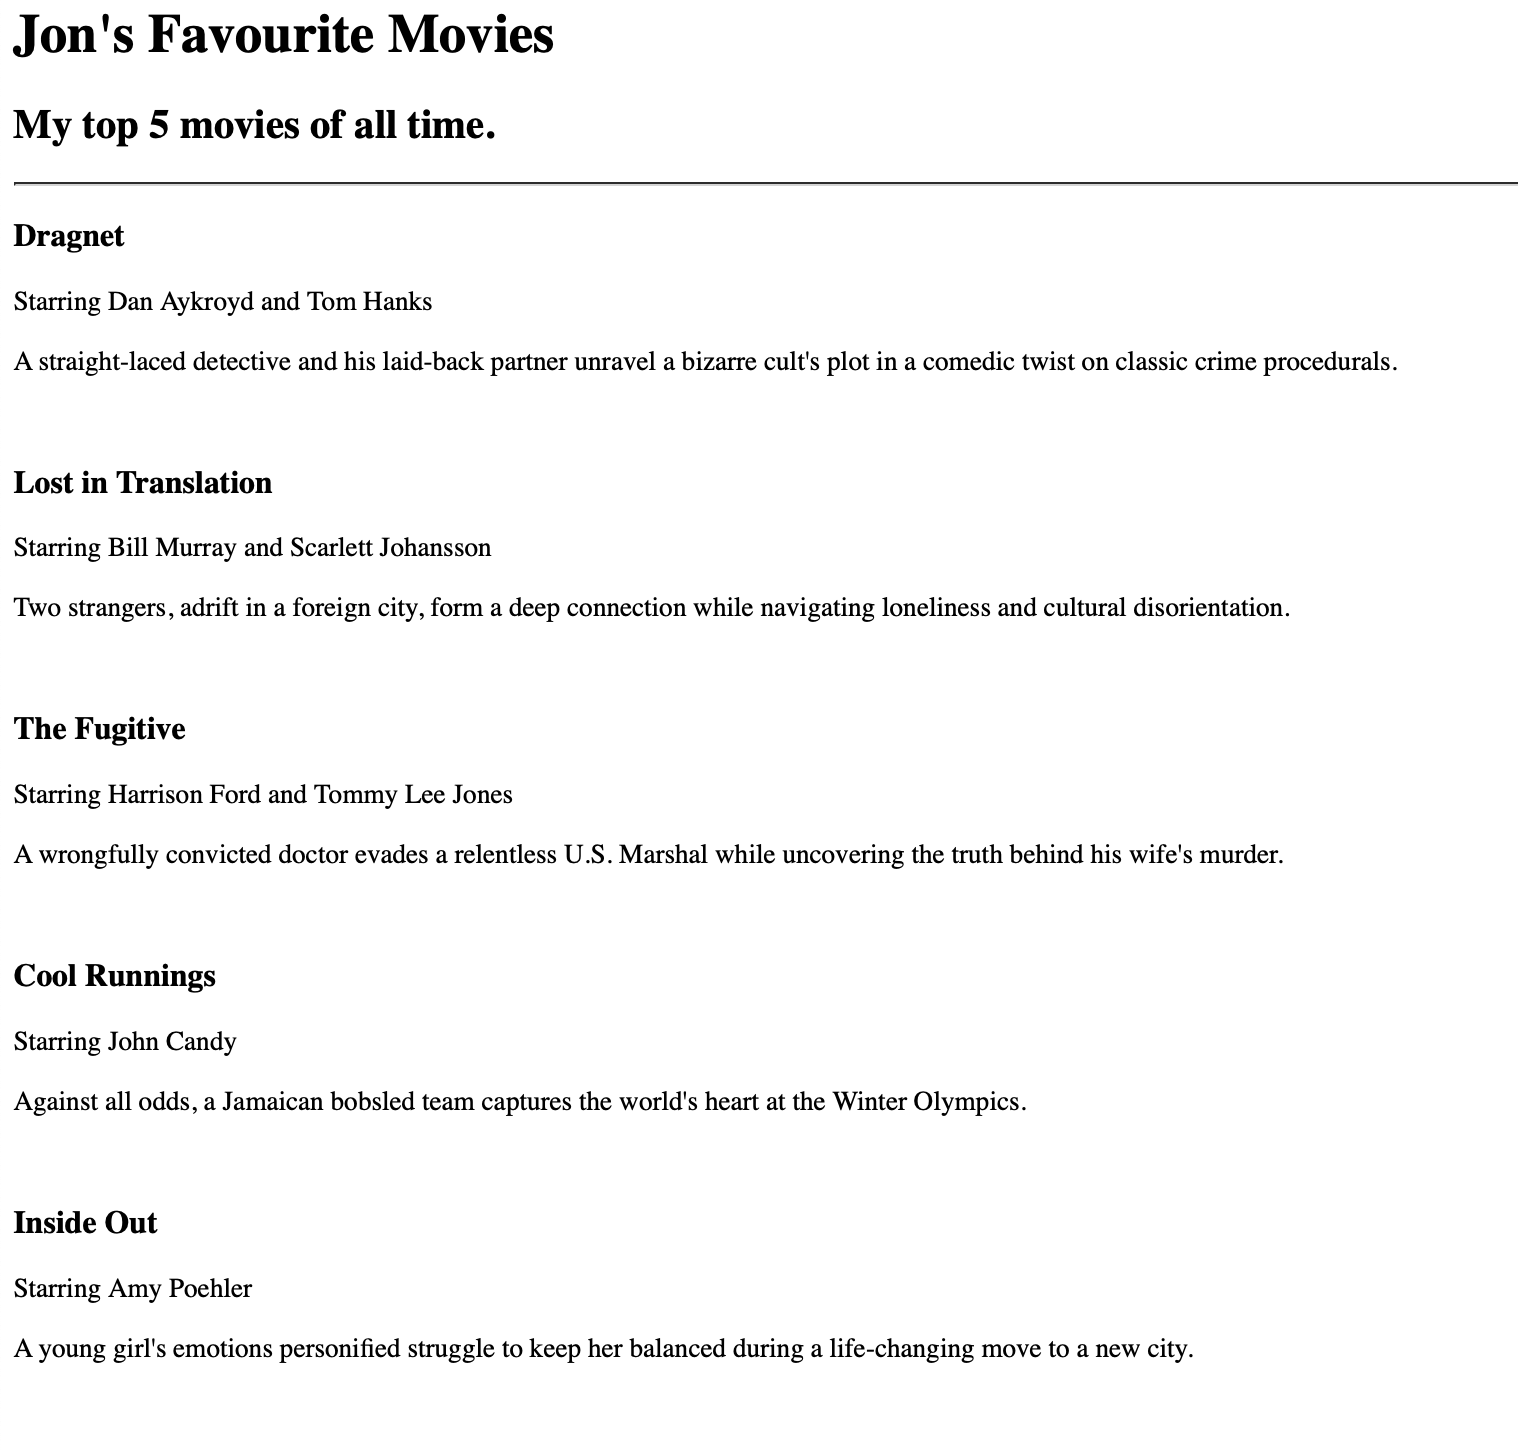 Jon's Favourite Movies
My top 5 movies of all time.
Dragnet
Starring Dan Aykroyd and Tom Hanks
A straight-laced detective and his laid-back partner unravel a bizarre cult's plot in a comedic twist on classic crime procedurals.
Lost in Translation
Starring Bill Murray and Scarlett Johansson
Two strangers, adrift in a foreign city, form a deep connection while navigating loneliness and cultural disorientation.
The Fugitive
Starring Harrison Ford and Tommy Lee Jones
A wrongfully convicted doctor evades a relentless U.S. Marshal while uncovering the truth behind his wife's murder.
Cool Runnings
Starring John Candy
Against all odds, a Jamaican bobsled team captures the world's heart at the Winter Olympics.
Inside Out
Starring Amy Poehler
A young girl's emotions personified struggle to keep her balanced during a life-changing move to a new city.